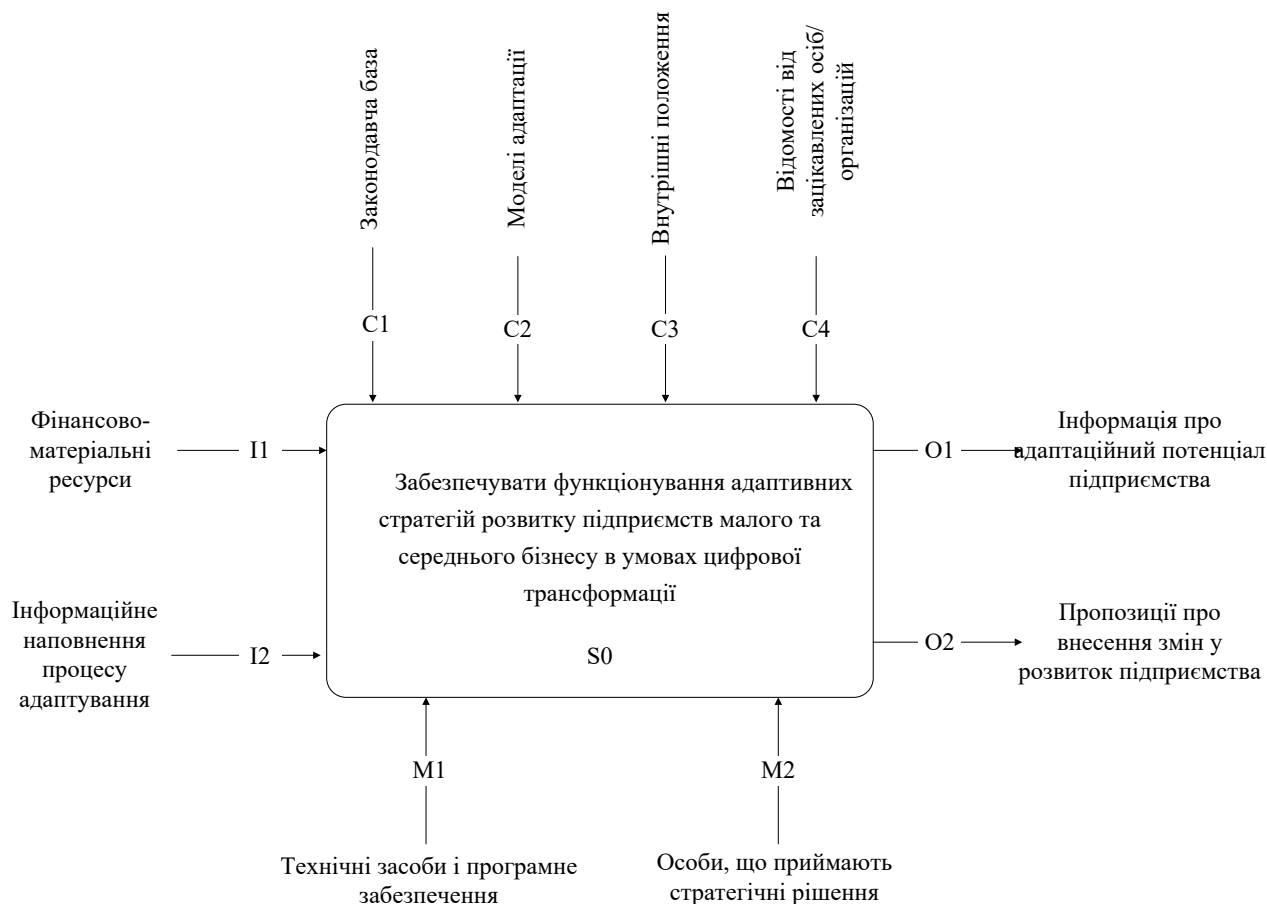 Законодавча база
Моделі адаптації
Внутрішні положення
Відомості від
зацікавлених осіб/
організацій
C1
C2
C3
C4
Фінансово-
матеріальні
ресурси
I1
O1
Інформація про
адаптаційний потенціал
підприємства
Забезпечувати функціонування адаптивних
стратегій розвитку підприємств малого та
середнього бізнесу в умовах цифрової
трансформації
S0
Інформаційне
наповнення
процесу
адаптування
I2
O2
Пропозиції про
внесення змін у
розвиток підприємства
M1
M2
Технічні засоби і програмне
забезпечення
Особи, що приймають
стратегічні рішення